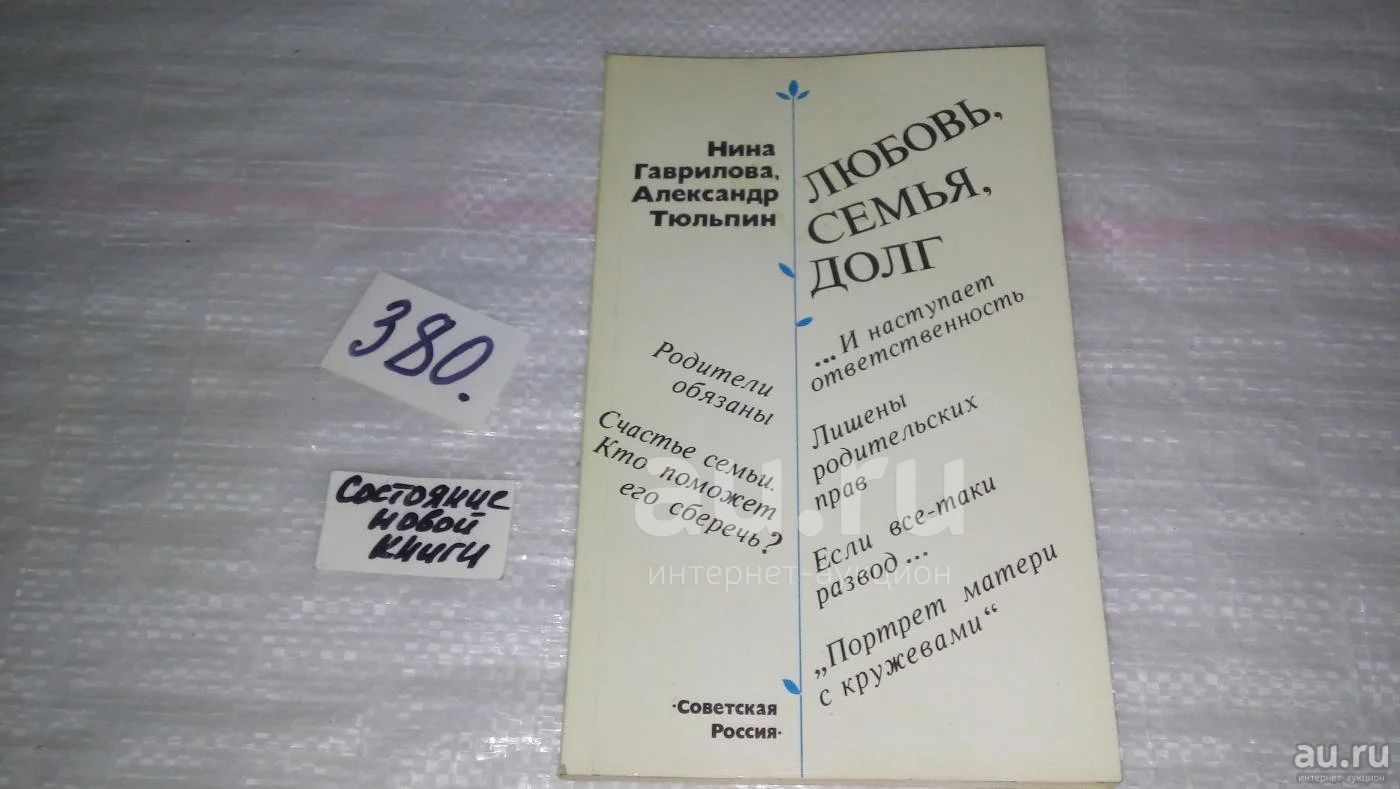 380.
Состояние
новой
книги
Нина
Гаврилова,
Александр
Тюльпин
ЛЮБОВЬ,
СЕМЬЯ,
ДОЛГ
...И наступает
ответственность
Родители
обязаны
Лишены
родительских
прав
Счастье семьи.
Кто поможет
его сберечь?
Если все-таки
развод...
„Портрет матери
с кружевами“
·Советская
Россия·
au.ru
интернет-аукцион
au.ru
интернет-аукцион